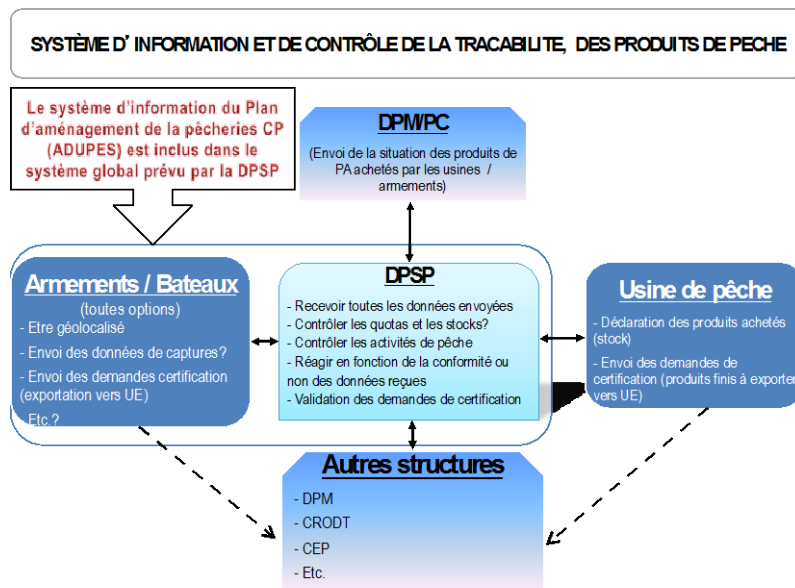 SYSTÈME D' INFORMATION ET DE CONTRÔLE DE LA TRACABILITE, DES PRODUITS DE PECHE
Le système d'information du Plan
d'aménagement de la pêcheries CP
(ADUPES) est inclus dans le
système global prévu par la DPSP
DPM/PC
(Envoi de la situation des produits de
PA achetés par les usines /
armements)
Armements / Bateaux
(toutes options)
- Etre géolocalisé
- Envoi des données de captures?
- Envoi des demandes certification
(exportation vers UE)
- Etc.?
DPSP
- Recevoir toutes les données envoyées
- Contrôler les quotas et les stocks?
- Contrôler les activités de pêche
- Réagir en fonction de la conformité ou
non des données reçues
- Validation des demandes de certification
Usine de pêche
- Déclaration des produits achetés
(stock)
- Envoi des demandes de
certification (produits finis à exporter
vers UE)
Autres structures
- DPM
- CRODT
- CEP
- Etc.